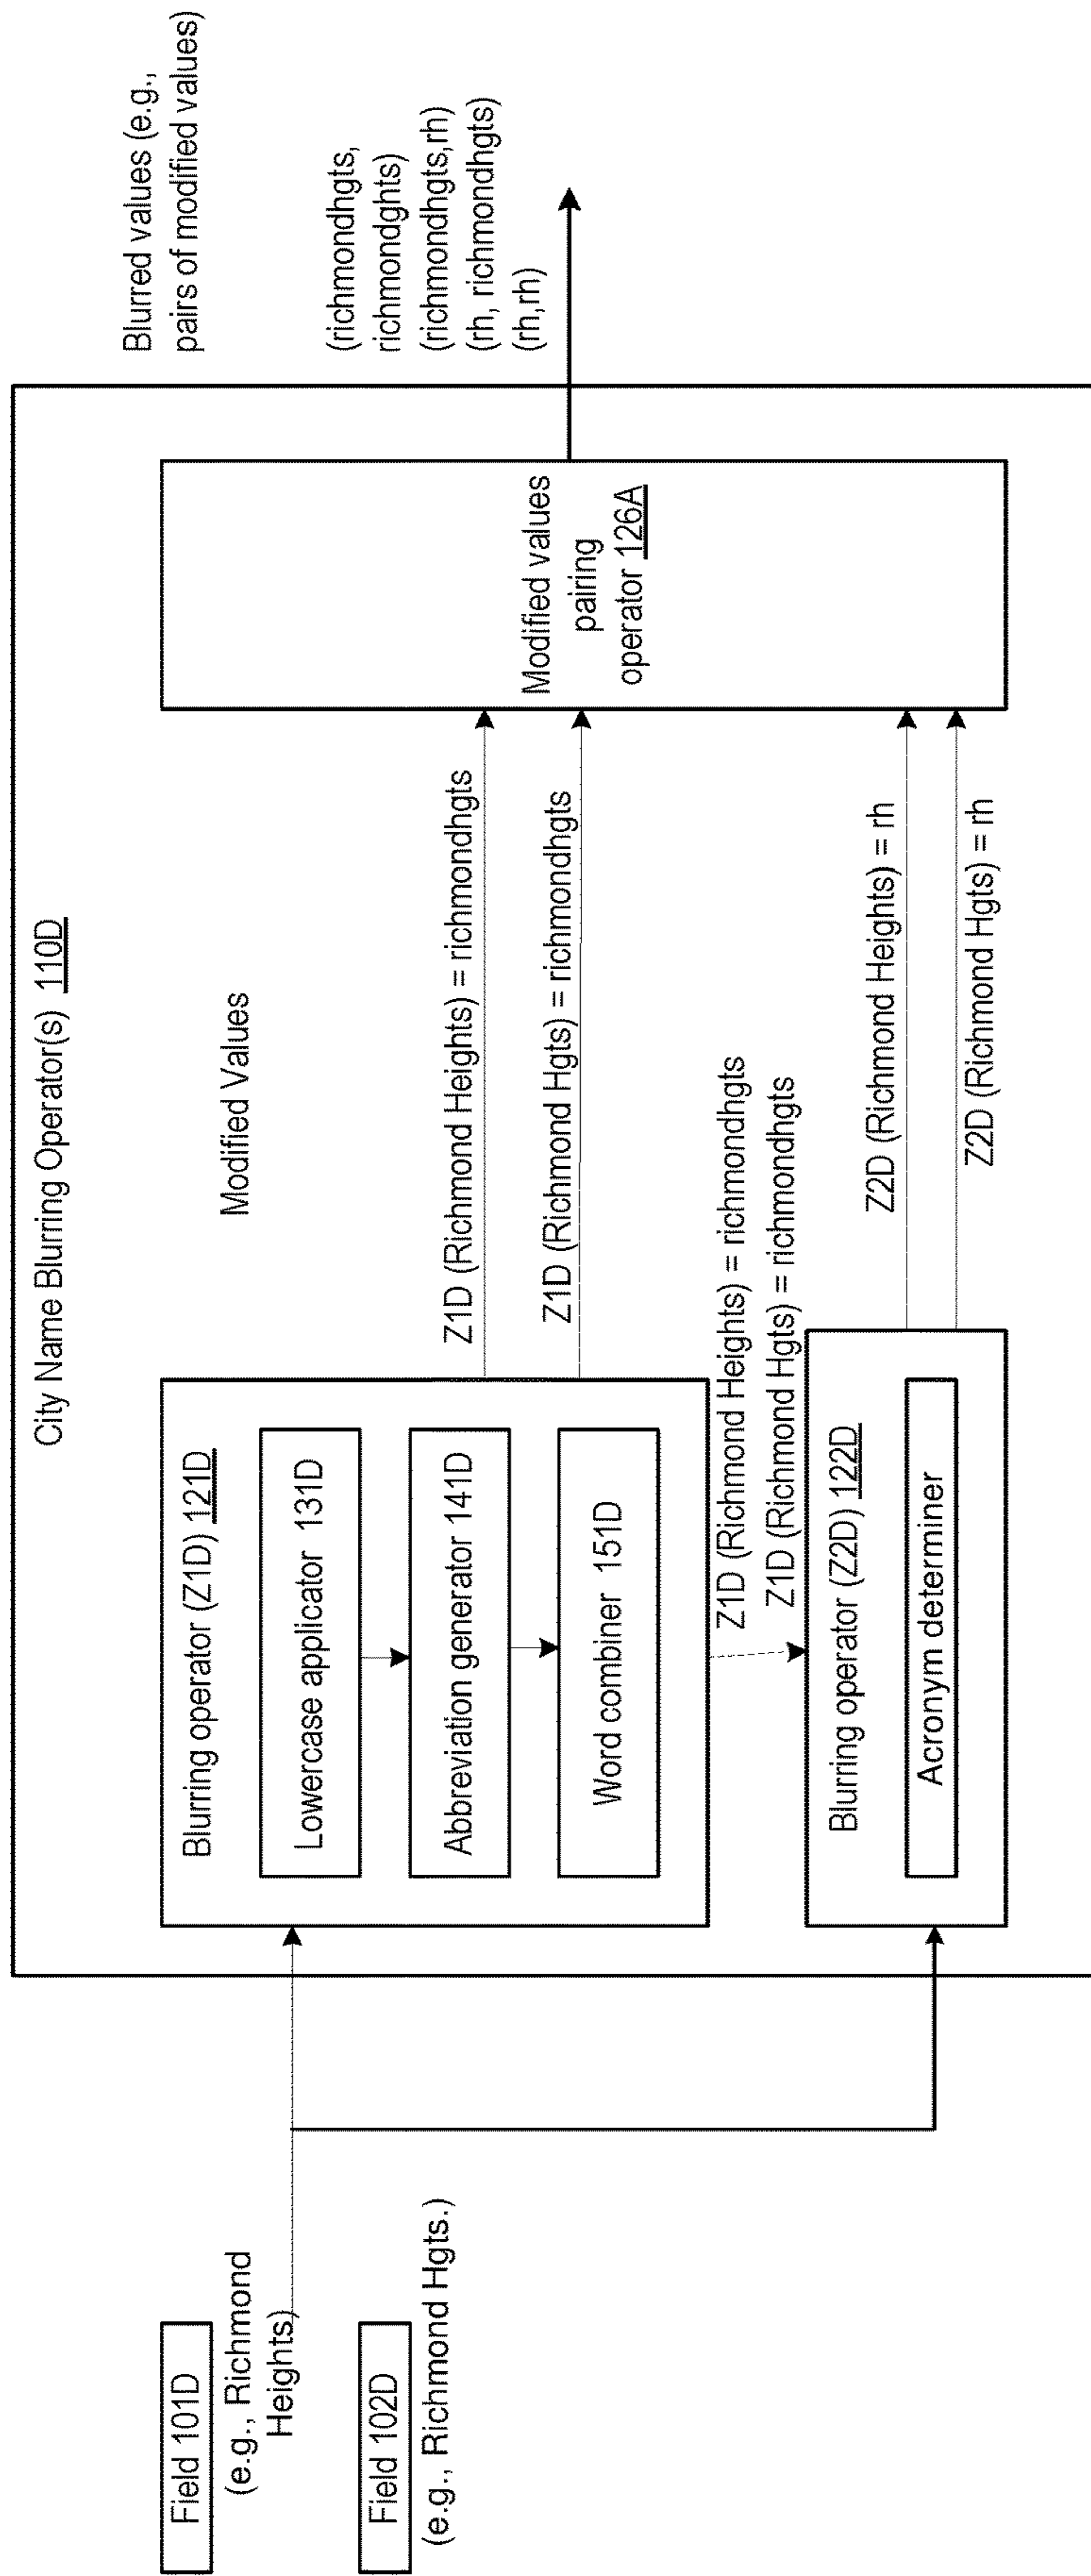 City Name Blurring Operator(s) 110D
Field 101D
(e.g., Richmond
Heights)
Field 102D
(e.g., Richmond Hgts.)
Blurring operator (Z1D) 121D
Lowercase applicator 131D
Abbreviation generator 141D
Word combiner 151D
Z1D (Richmond Heights) = richmondhgts
Z1D (Richmond Hgts) = richmondhgts
Blurring operator (Z2D) 122D
Acronym determiner
Modified Values
Z1D (Richmond Heights) = richmondhgts
Z1D (Richmond Hgts) = richmondhgts
Z2D (Richmond Heights) = rh
Z2D (Richmond Hgts) = rh
Modified values
pairing
operator 126A
Blurred values (e.g.,
pairs of modified values)
(richmondhgts,
richmondghts)
(richmondhgts,rh)
(rh, richmondhgts)
(rh,rh)